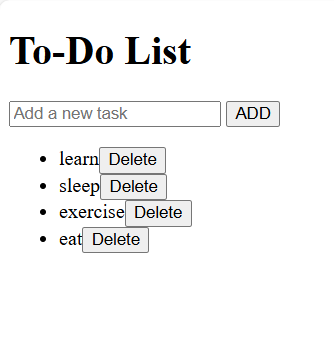 To-Do List
Add a new task ADD
learn Delete
sleep Delete
exercise Delete
eat Delete